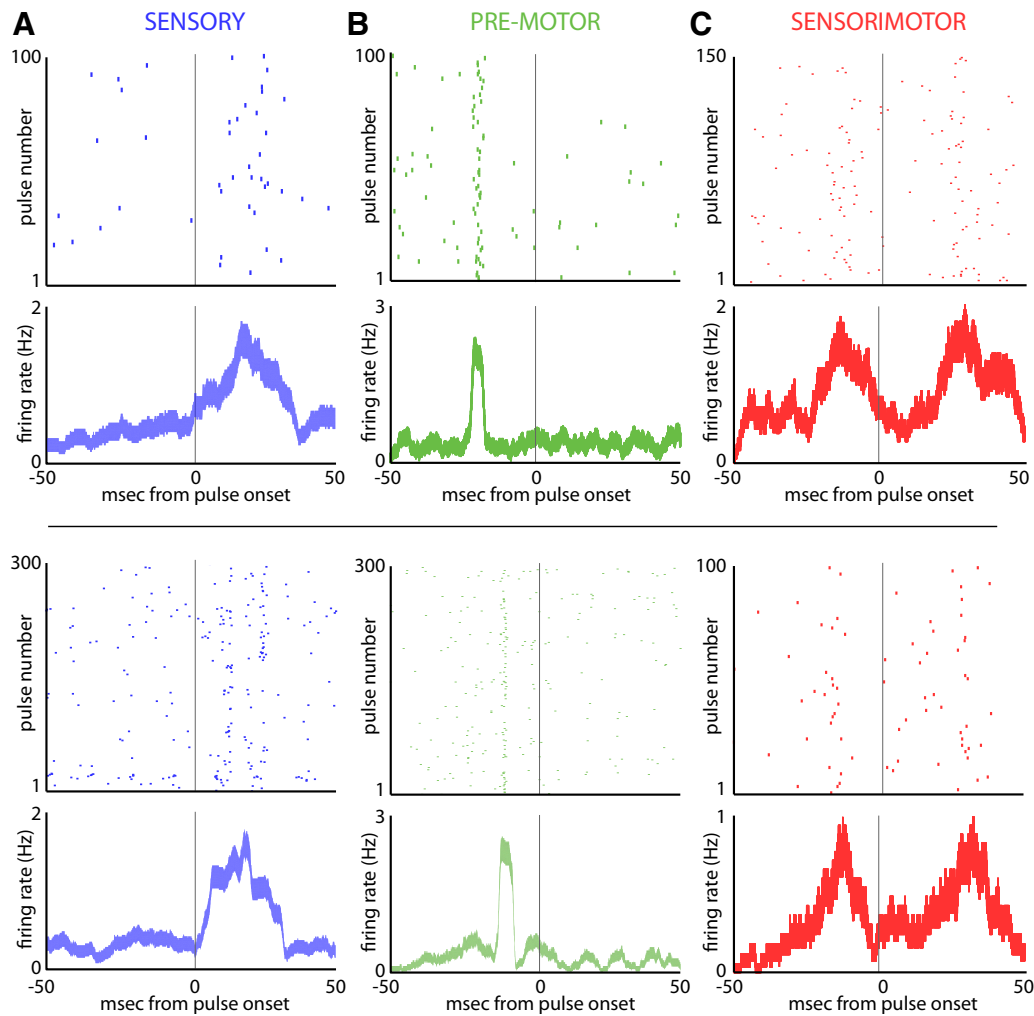 A SENSORY
B PRE-MOTOR
C SENSORIMOTOR
100
pulse number
1
100
pulse number
1
150
pulse number
1
2
firing rate (Hz)
0
-50 0 50
msec from pulse onset
3
firing rate (Hz)
0
-50 0 50
msec from pulse onset
2
firing rate (Hz)
0
-50 0 50
msec from pulse onset
300
pulse number
1
300
pulse number
1
100
pulse number
1
2
firing rate (Hz)
0
-50 0 50
msec from pulse onset
3
firing rate (Hz)
0
-50 0 50
msec from pulse onset
1
firing rate (Hz)
0
-50 0 50
msec from pulse onset